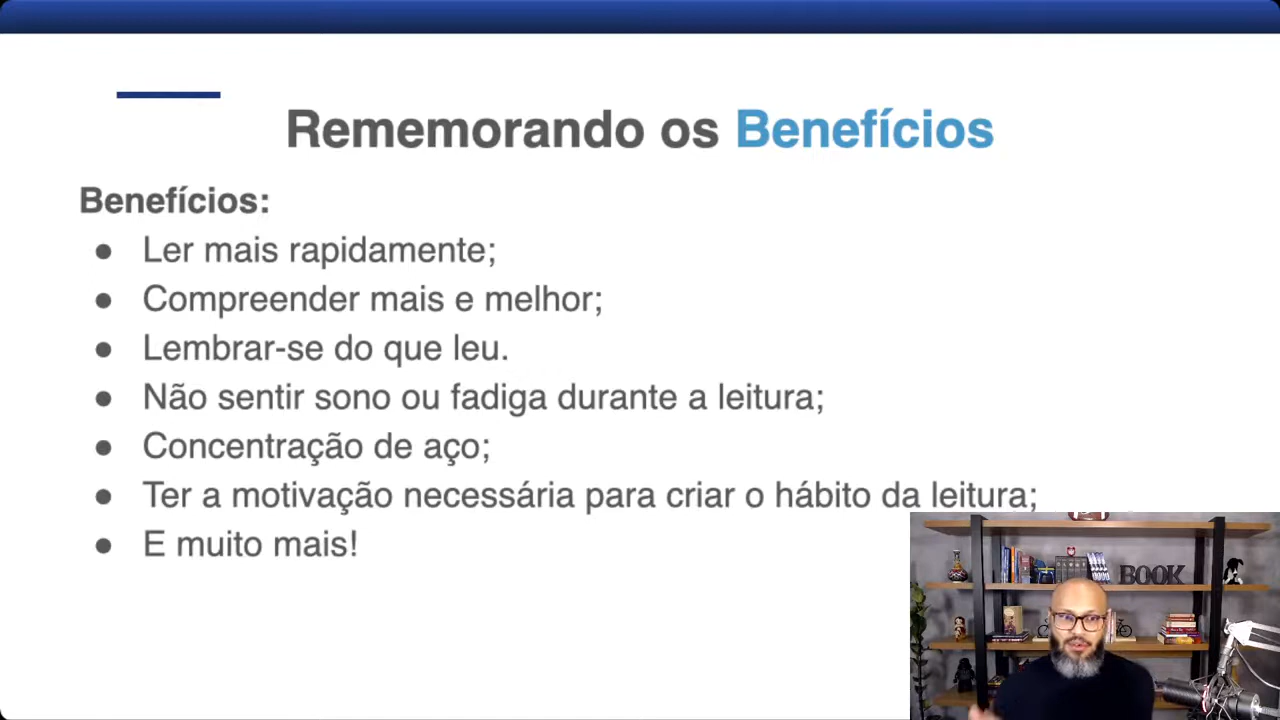 Rememorando os Benefícios
Benefícios:
● Ler mais rapidamente;
● Compreender mais e melhor;
● Lembrar-se do que leu.
● Não sentir sono ou fadiga durante a leitura;
● Concentração de aço;
● Ter a motivação necessária para criar o hábito da leitura;
● E muito mais!
BOOK